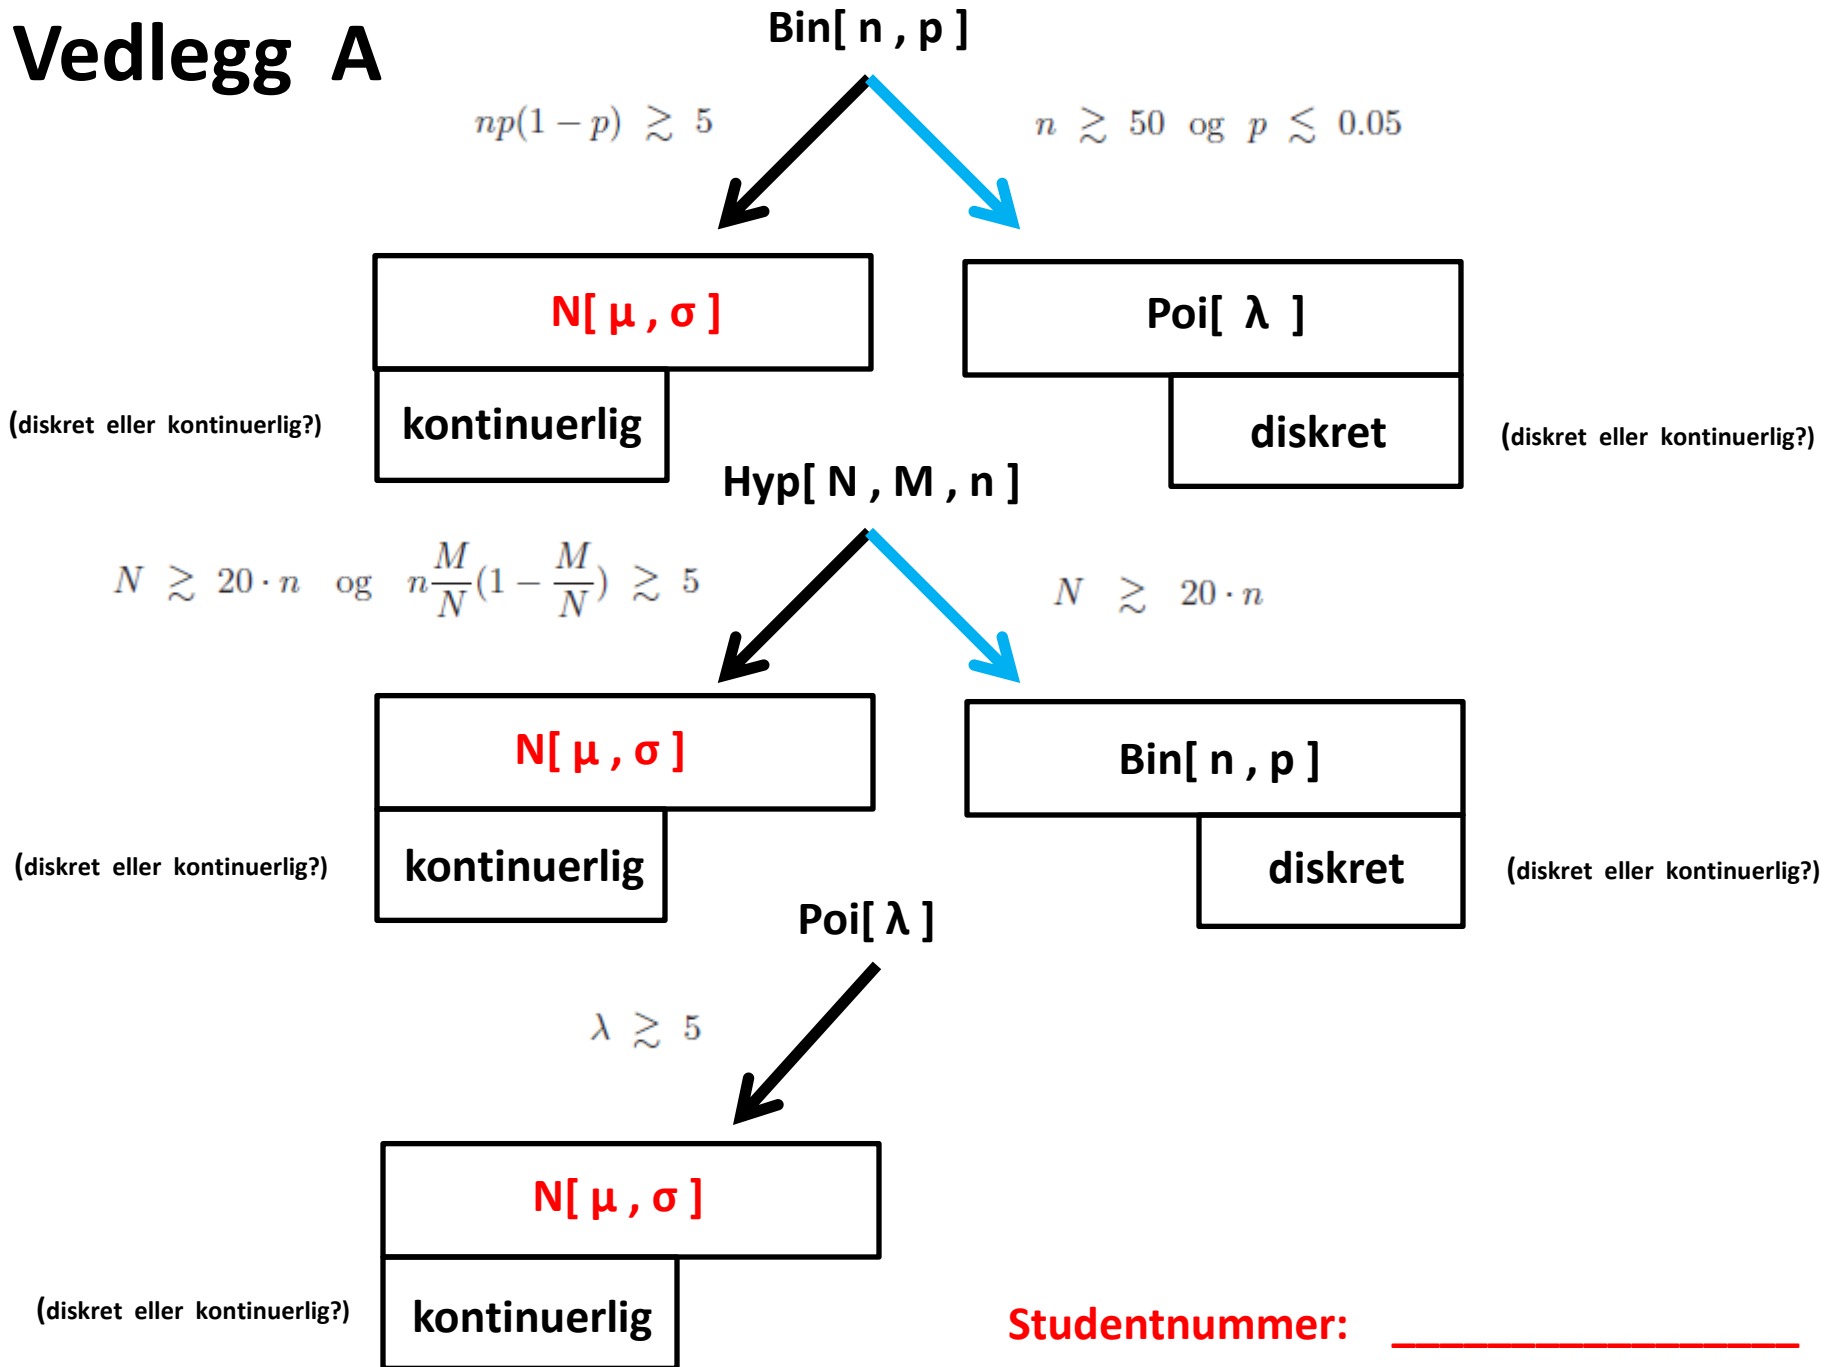 Vedlegg A
Bin[ n , p ]
np(1 − p) ≳ 5
n ≳ 50 og p ≲ 0.05
N[ μ , σ ]
Poi[ λ ]
(diskret eller kontinuerlig?)
kontinuerlig
diskret
(diskret eller kontinuerlig?)
Hyp[ N , M , n ]
N ≳ 20 · n og n M/N (1 − M/N) ≳ 5
N ≳ 20 · n
N[ μ , σ ]
Bin[ n , p ]
(diskret eller kontinuerlig?)
kontinuerlig
diskret
(diskret eller kontinuerlig?)
Poi[ λ ]
λ ≳ 5
N[ μ , σ ]
(diskret eller kontinuerlig?)
kontinuerlig
Studentnummer: _________________